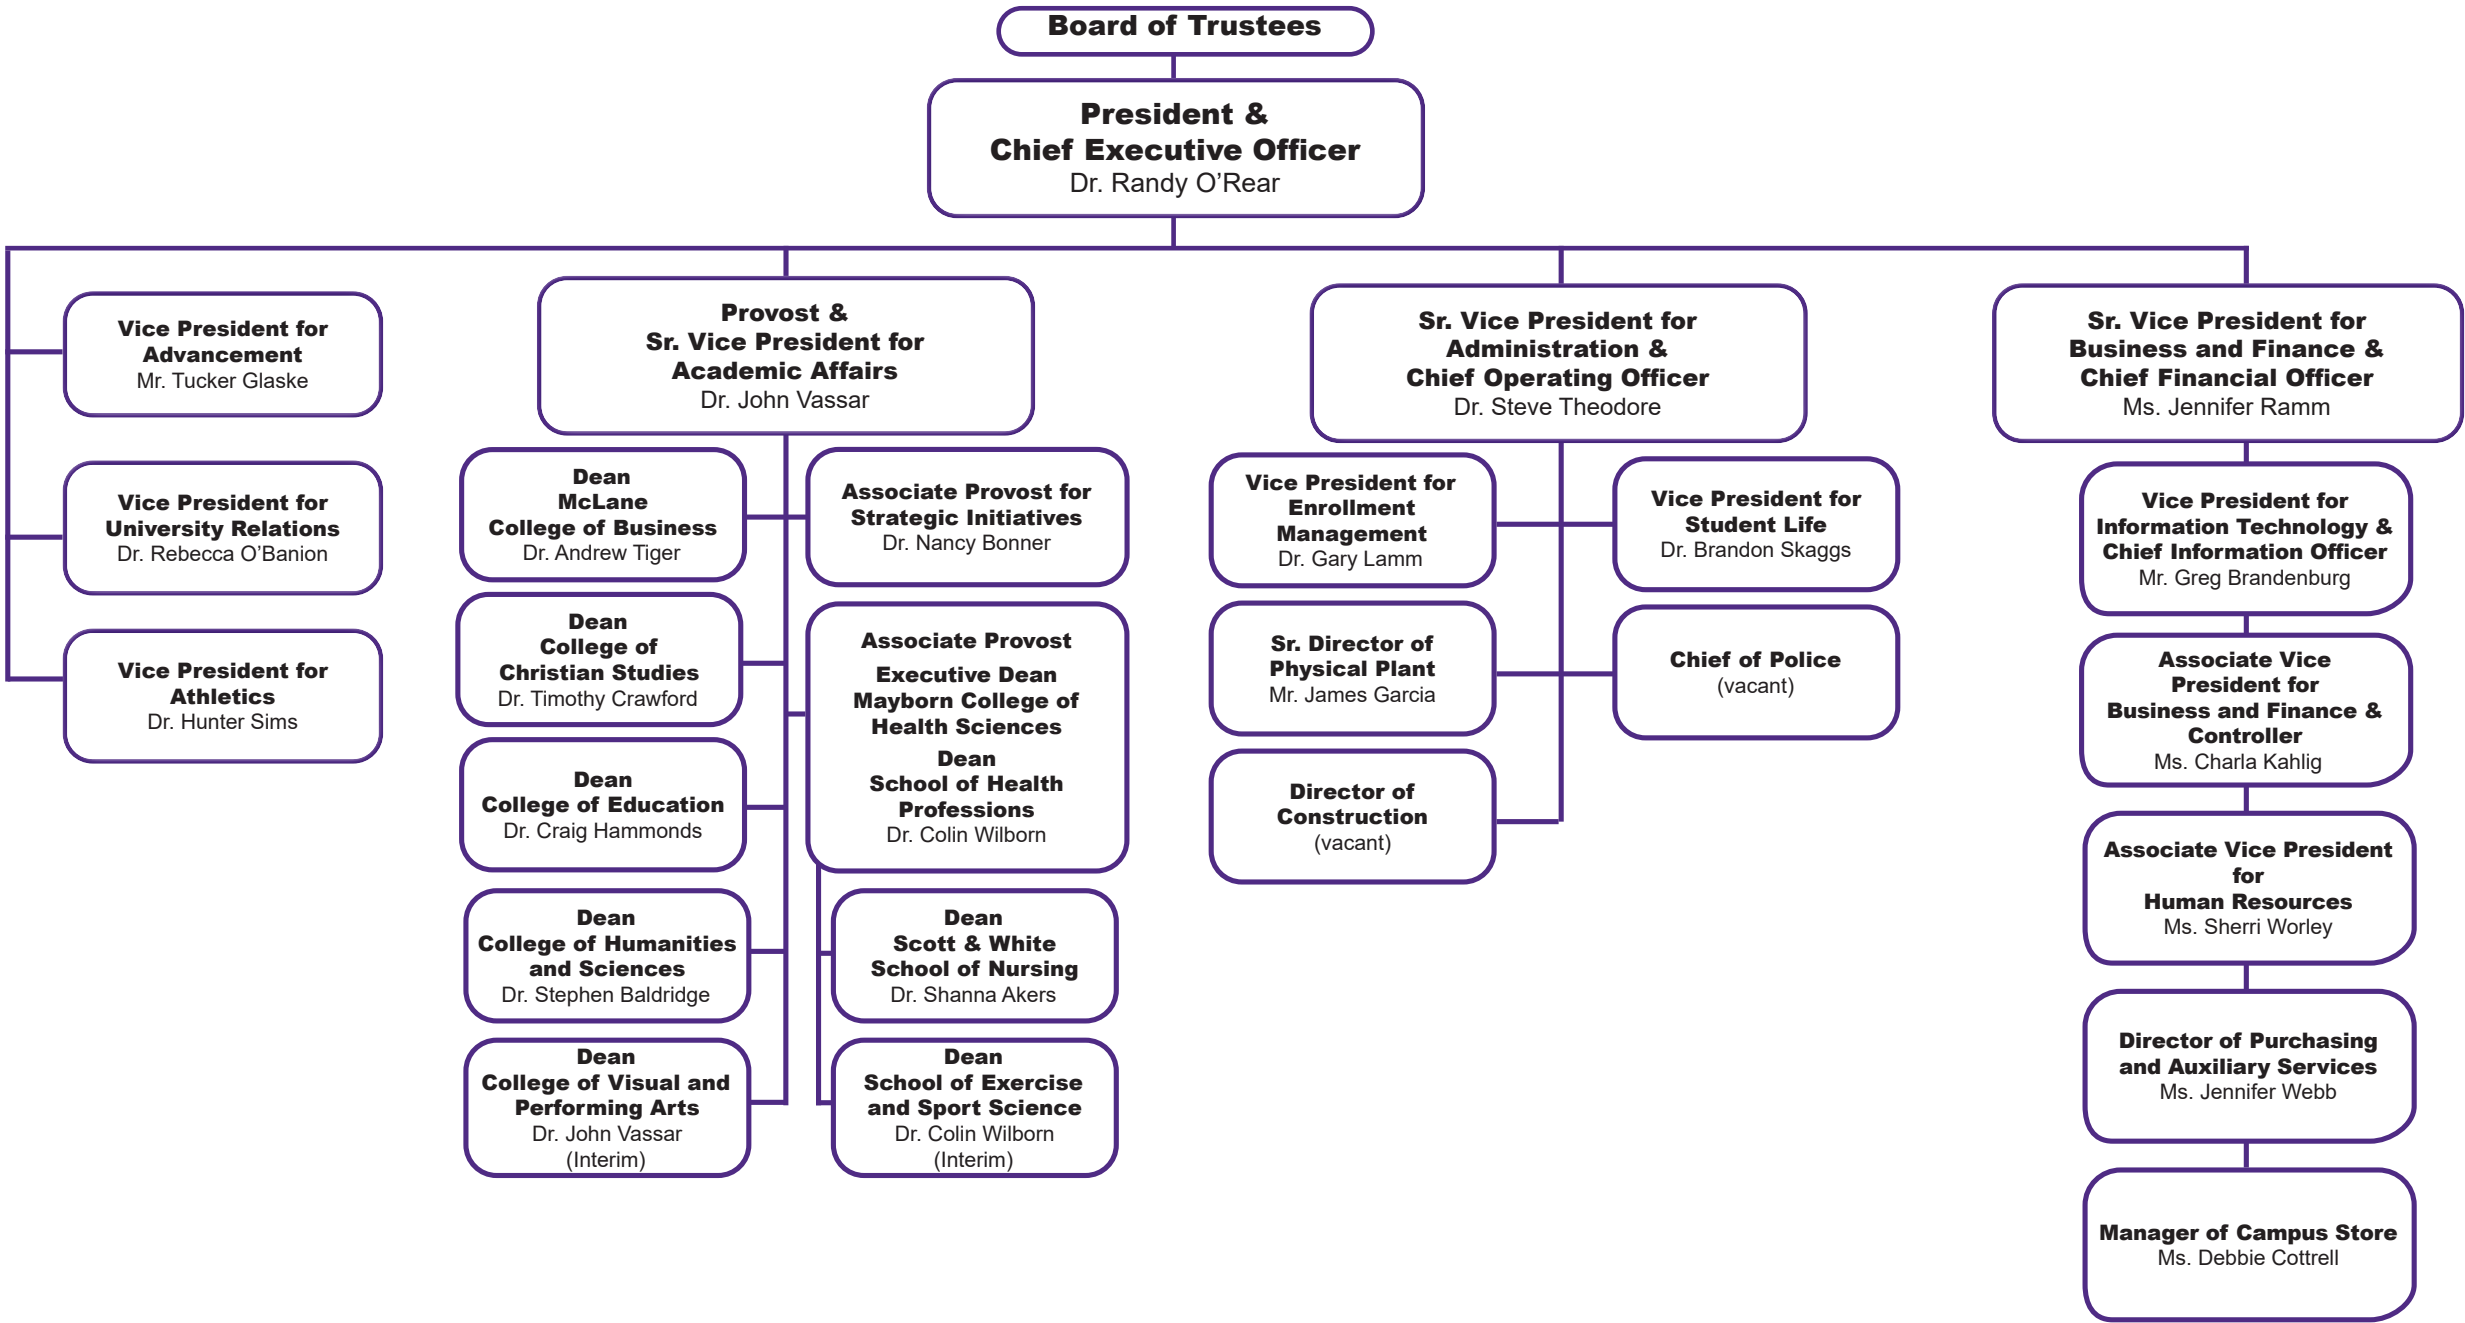 Board of Trustees
President &
Chief Executive Officer
Dr. Randy O’Rear
Vice President for
Advancement
Mr. Tucker Glaske
Vice President for
University Relations
Dr. Rebecca O’Banion
Vice President for
Athletics
Dr. Hunter Sims
Provost &
Sr. Vice President for
Academic Affairs
Dr. John Vassar
Dean
McLane
College of Business
Dr. Andrew Tiger
Dean
College of
Christian Studies
Dr. Timothy Crawford
Dean
College of Education
Dr. Craig Hammonds
Dean
College of Humanities
and Sciences
Dr. Stephen Baldridge
Dean
College of Visual and
Performing Arts
Dr. John Vassar
(Interim)
Associate Provost for
Strategic Initiatives
Dr. Nancy Bonner
Associate Provost
Executive Dean
Mayborn College of
Health Sciences
Dean
School of Health
Professions
Dr. Colin Wilborn
Dean
Scott & White
School of Nursing
Dr. Shanna Akers
Dean
School of Exercise
and Sport Science
Dr. Colin Wilborn
(Interim)
Sr. Vice President for
Administration &
Chief Operating Officer
Dr. Steve Theodore
Vice President for
Enrollment
Management
Dr. Gary Lamm
Sr. Director of
Physical Plant
Mr. James Garcia
Director of
Construction
(vacant)
Vice President for
Student Life
Dr. Brandon Skaggs
Chief of Police
(vacant)
Sr. Vice President for
Business and Finance &
Chief Financial Officer
Ms. Jennifer Ramm
Vice President for
Information Technology &
Chief Information Officer
Mr. Greg Brandenburg
Associate Vice
President for
Business and Finance &
Controller
Ms. Charla Kahlig
Associate Vice President
for
Human Resources
Ms. Sherri Worley
Director of Purchasing
and Auxiliary Services
Ms. Jennifer Webb
Manager of Campus Store
Ms. Debbie Cottrell